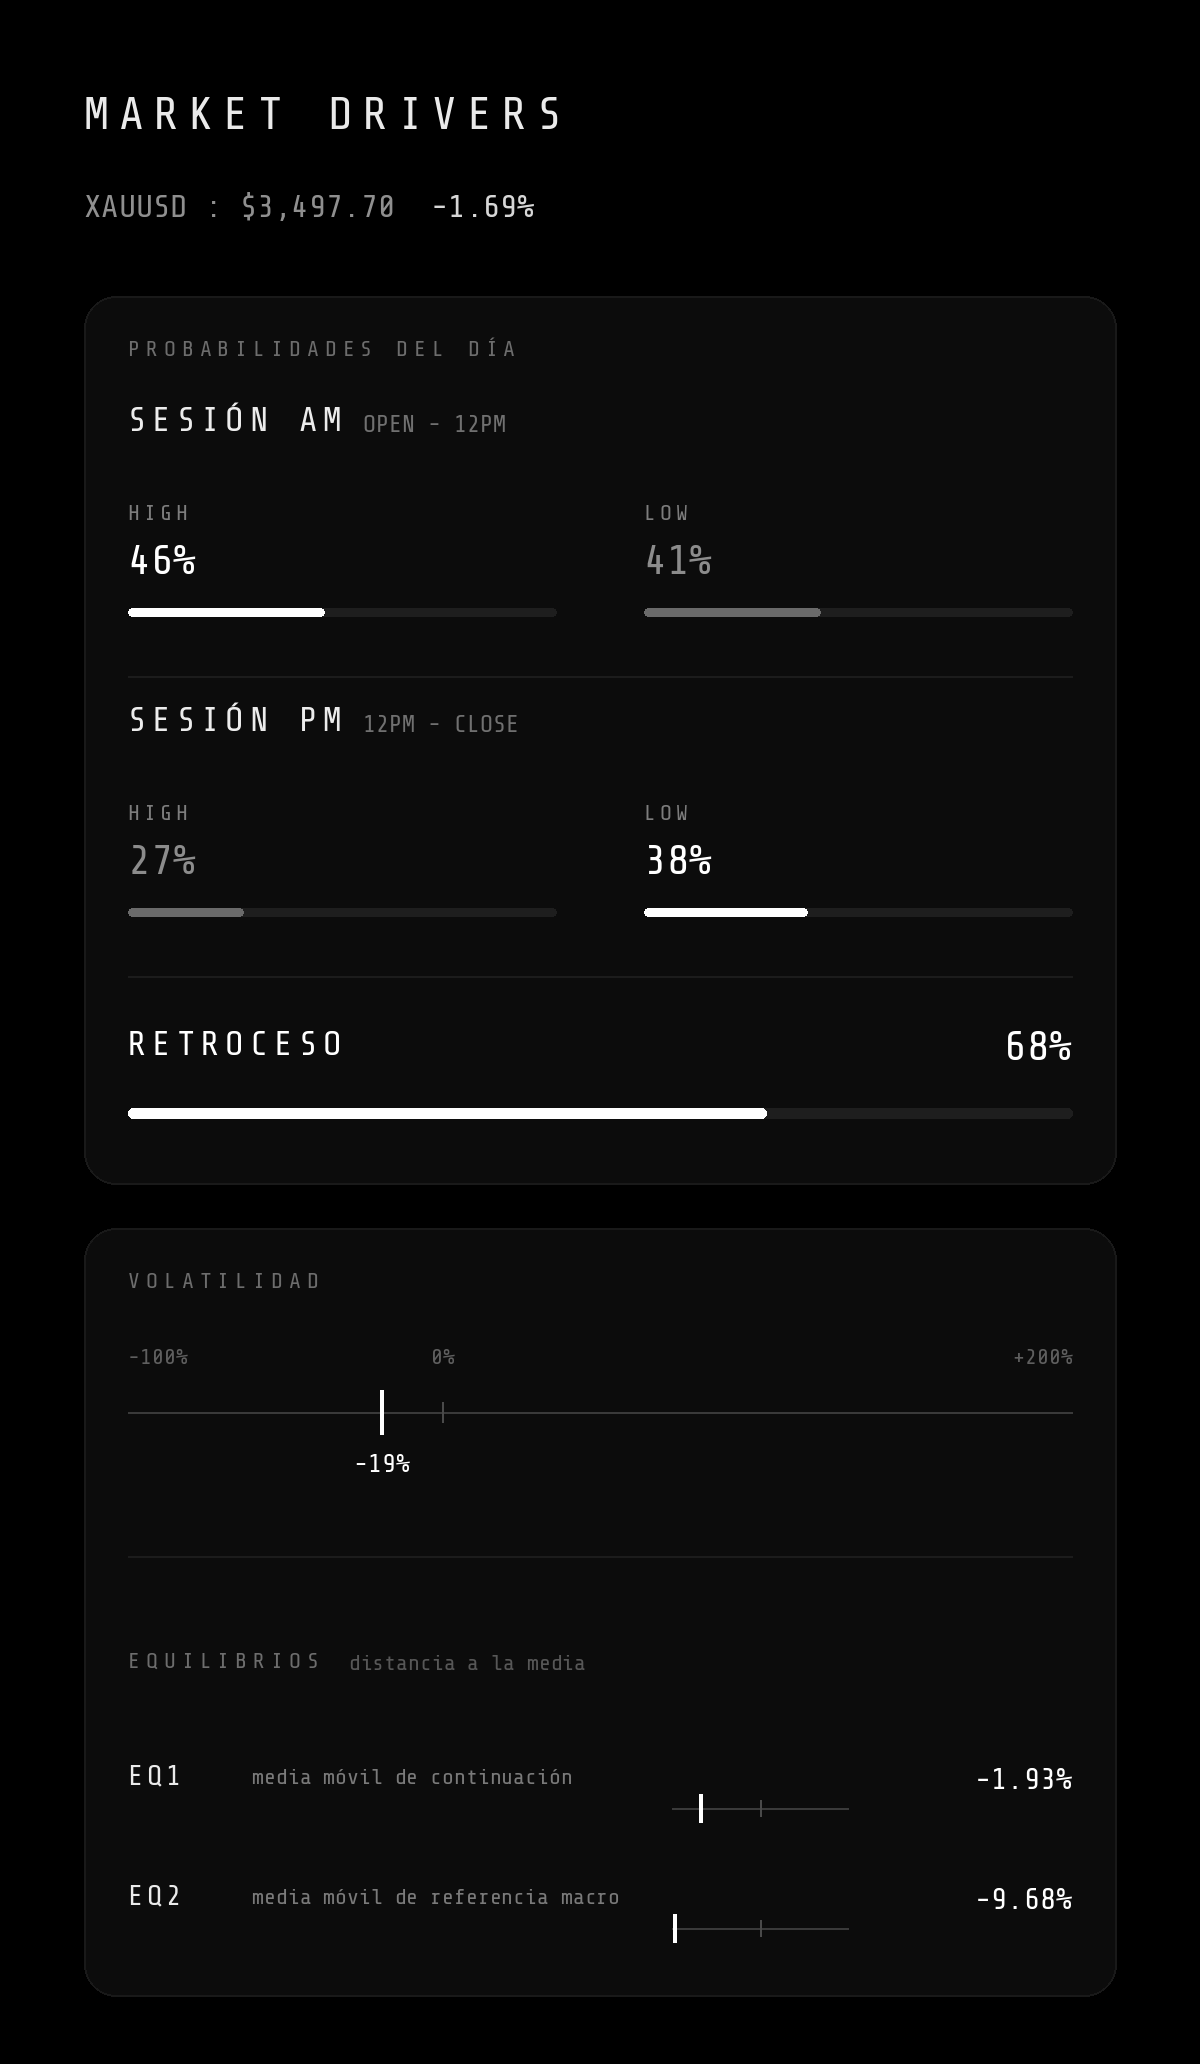 MARKET DRIVERS
XAUUSD : $3,497.70 -1.69%
PROBABILIDADES DEL DÍA
SESIÓN AM OPEN - 12PM
HIGH LOW
46% 41%
SESIÓN PM 12PM - CLOSE
HIGH LOW
27% 38%
RETROCESO 68%
VOLATILIDAD
-100% 0% +200%
-19%
EQUILIBRIOS distancia a la media
EQ1 media móvil de continuación -1.93%
EQ2 media móvil de referencia macro -9.68%